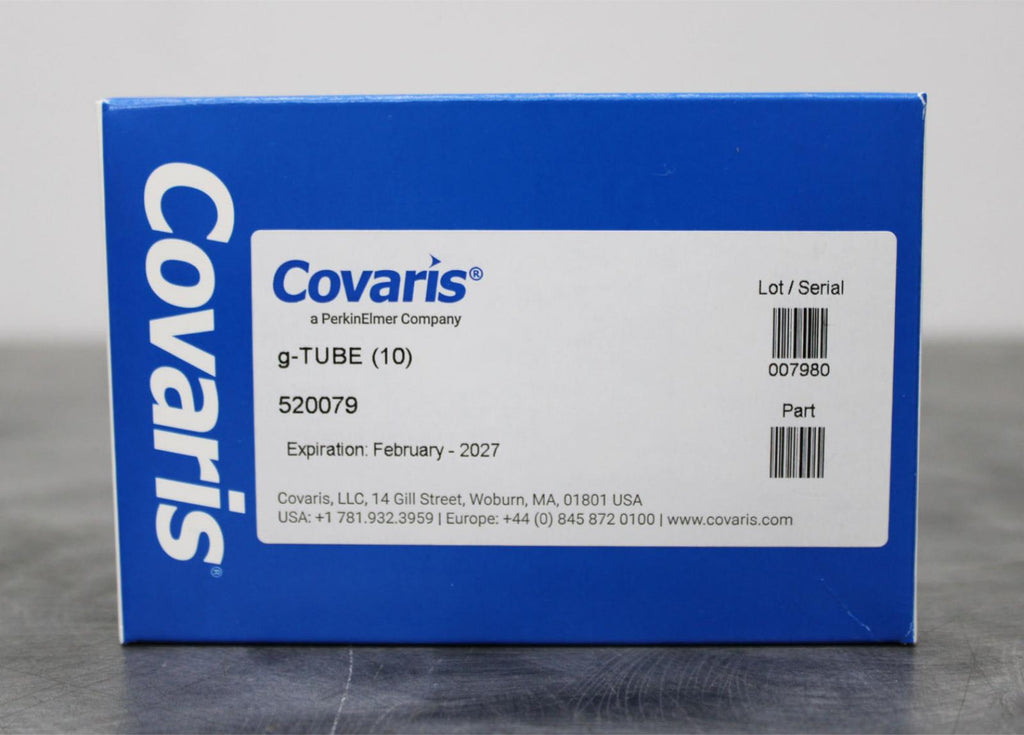 Covaris®
Covaris®
a PerkinElmer Company
g-TUBE (10)
520079
Expiration: February - 2027
Covaris, LLC, 14 Gill Street, Woburn, MA, 01801 USA
USA: +1 781.932.3959 | Europe: +44 (0) 845 872 0100 | www.covaris.com
Lot / Serial
007980
Part